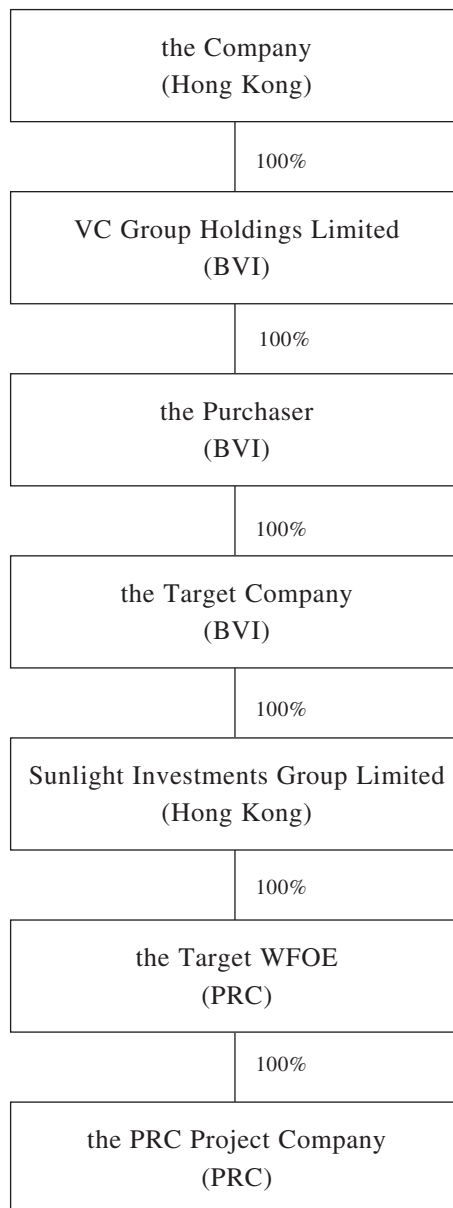 the Company
(Hong Kong)
100%
VC Group Holdings Limited
(BVI)
100%
the Purchaser
(BVI)
100%
the Target Company
(BVI)
100%
Sunlight Investments Group Limited
(Hong Kong)
100%
the Target WFOE
(PRC)
100%
the PRC Project Company
(PRC)